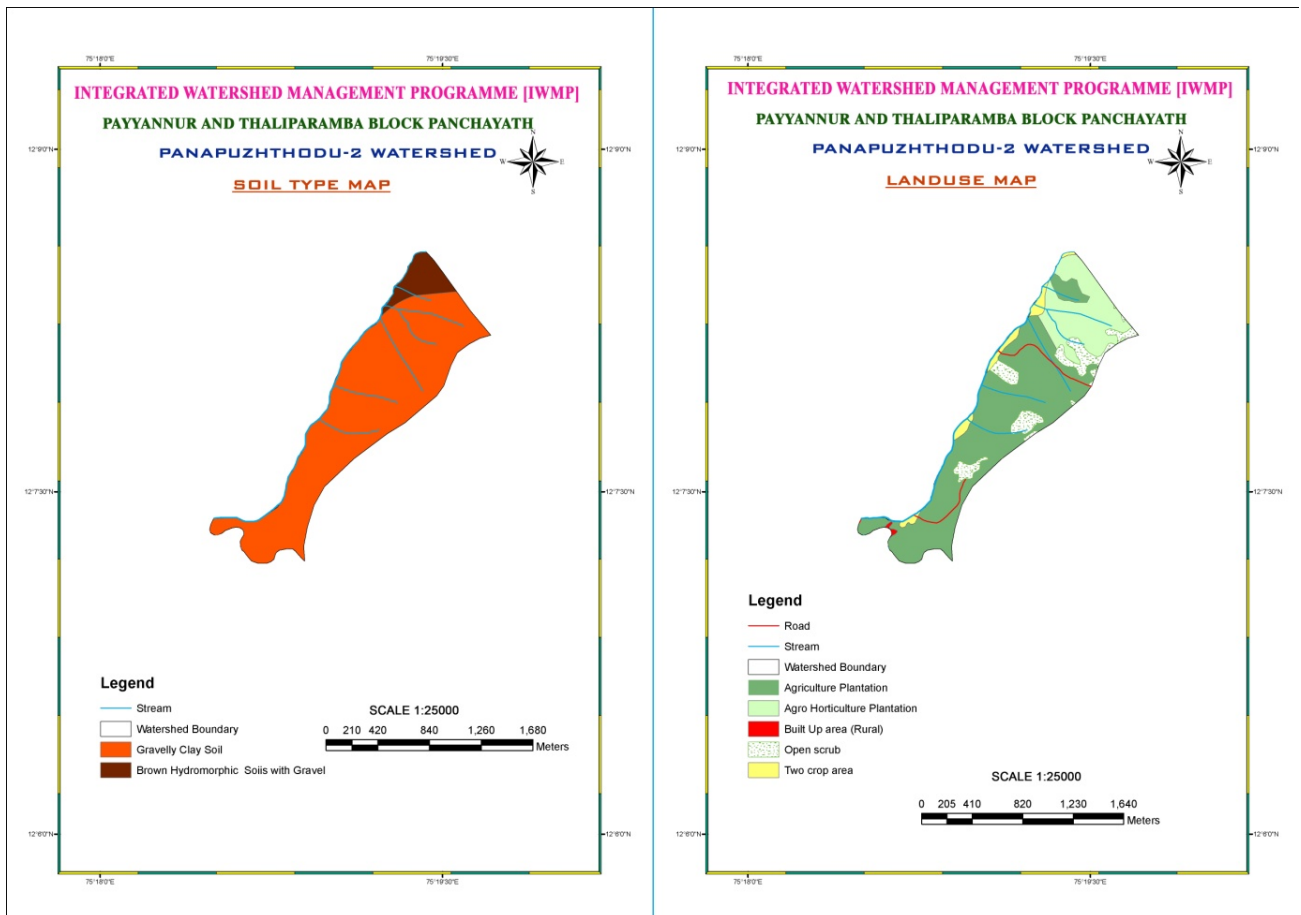 75°18'0"E 75°19'30"E
INTEGRATED WATERSHED MANAGEMENT PROGRAMME [IWMP]
PAYYANNUR AND THALIPARAMBA BLOCK PANCHAYATH
N
12°9'0"N 12°9'0"N
PANAPUZHTHODU-2 WATERSHED
W E
SOIL TYPE MAP
N
12°7'30"N 12°7'30"N
Legend
Stream
Watershed Boundary
Gravelly Clay Soil
Brown Hydromorphic Soils with Gravel
SCALE 1:25000
0 210 420 840 1,260 1,680
Meters
12°6'0"N 12°6'0"N
75°18'0"E 75°19'30"E
75°18'0"E 75°19'30"E
INTEGRATED WATERSHED MANAGEMENT PROGRAMME [IWMP]
PAYYANNUR AND THALIPARAMBA BLOCK PANCHAYATH
N
12°9'0"N 12°9'0"N
PANAPUZHTHODU-2 WATERSHED
W E
LANDUSE MAP
N
12°7'30"N 12°7'30"N
Legend
Road
Stream
Watershed Boundary
Agriculture Plantation
Agro Horticulture Plantation
Built Up area (Rural)
Open scrub
Two crop area
SCALE 1:25000
0 205 410 820 1,230 1,640
Meters
12°6'0"N 12°6'0"N
75°18'0"E 75°19'30"E